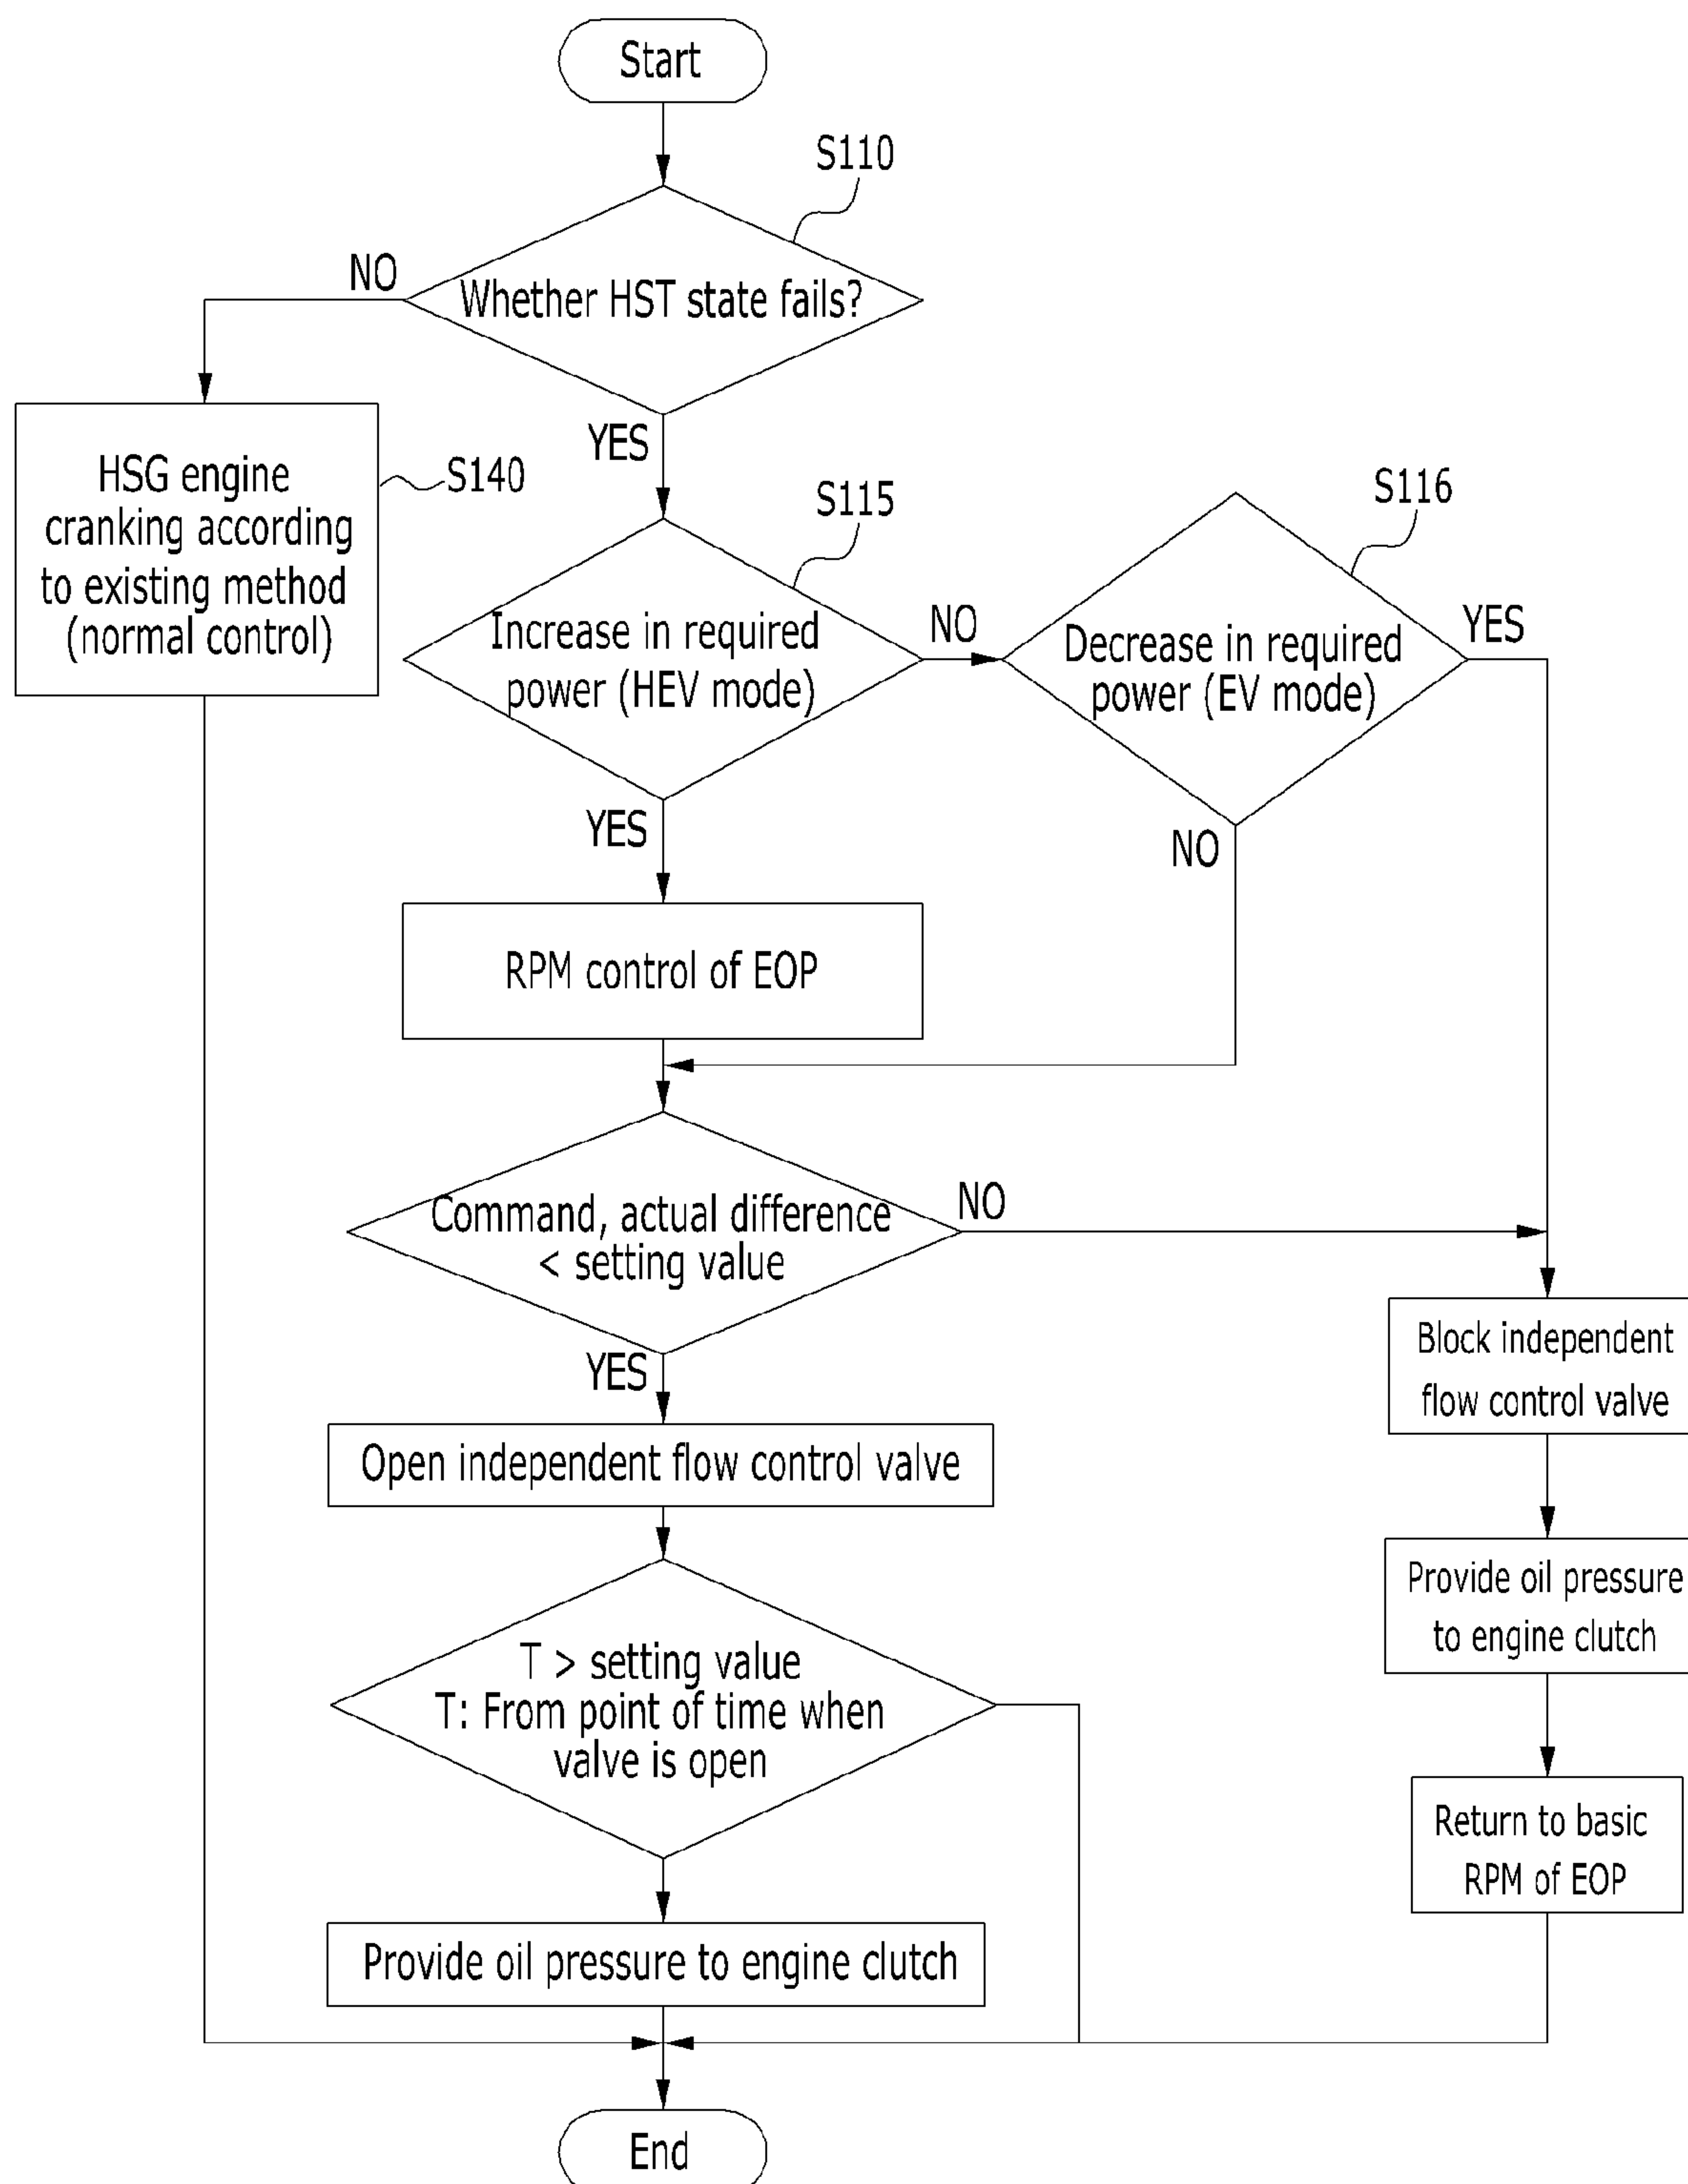 Start
S110
NO
Whether HST state fails?
YES
HSG engine
cranking according
to existing method
(normal control)
S140
S115
S116
Increase in required
power (HEV mode)
NO
Decrease in required
power (EV mode)
YES
YES
NO
RPM control of EOP
Command, actual difference
< setting value
NO
YES
Block independent
flow control valve
Open independent flow control valve
Provide oil pressure
to engine clutch
T > setting value
T: From point of time when
valve is open
Return to basic
RPM of EOP
Provide oil pressure to engine clutch
End